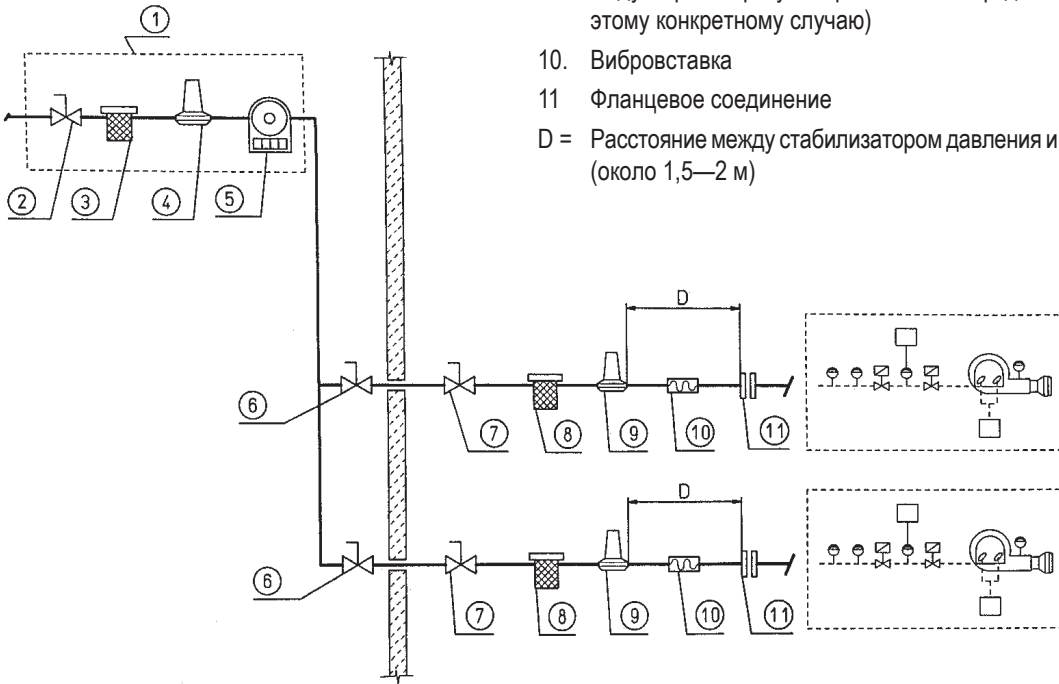 этому конкретному случаю)
10. Вибровставка
11 Фланцевое соединение
D = Расстояние между стабилизатором давления и
(около 1,5—2 м)
1
2
3
4
5
D
6
7
8
9
10
11
D
6
7
8
9
10
11